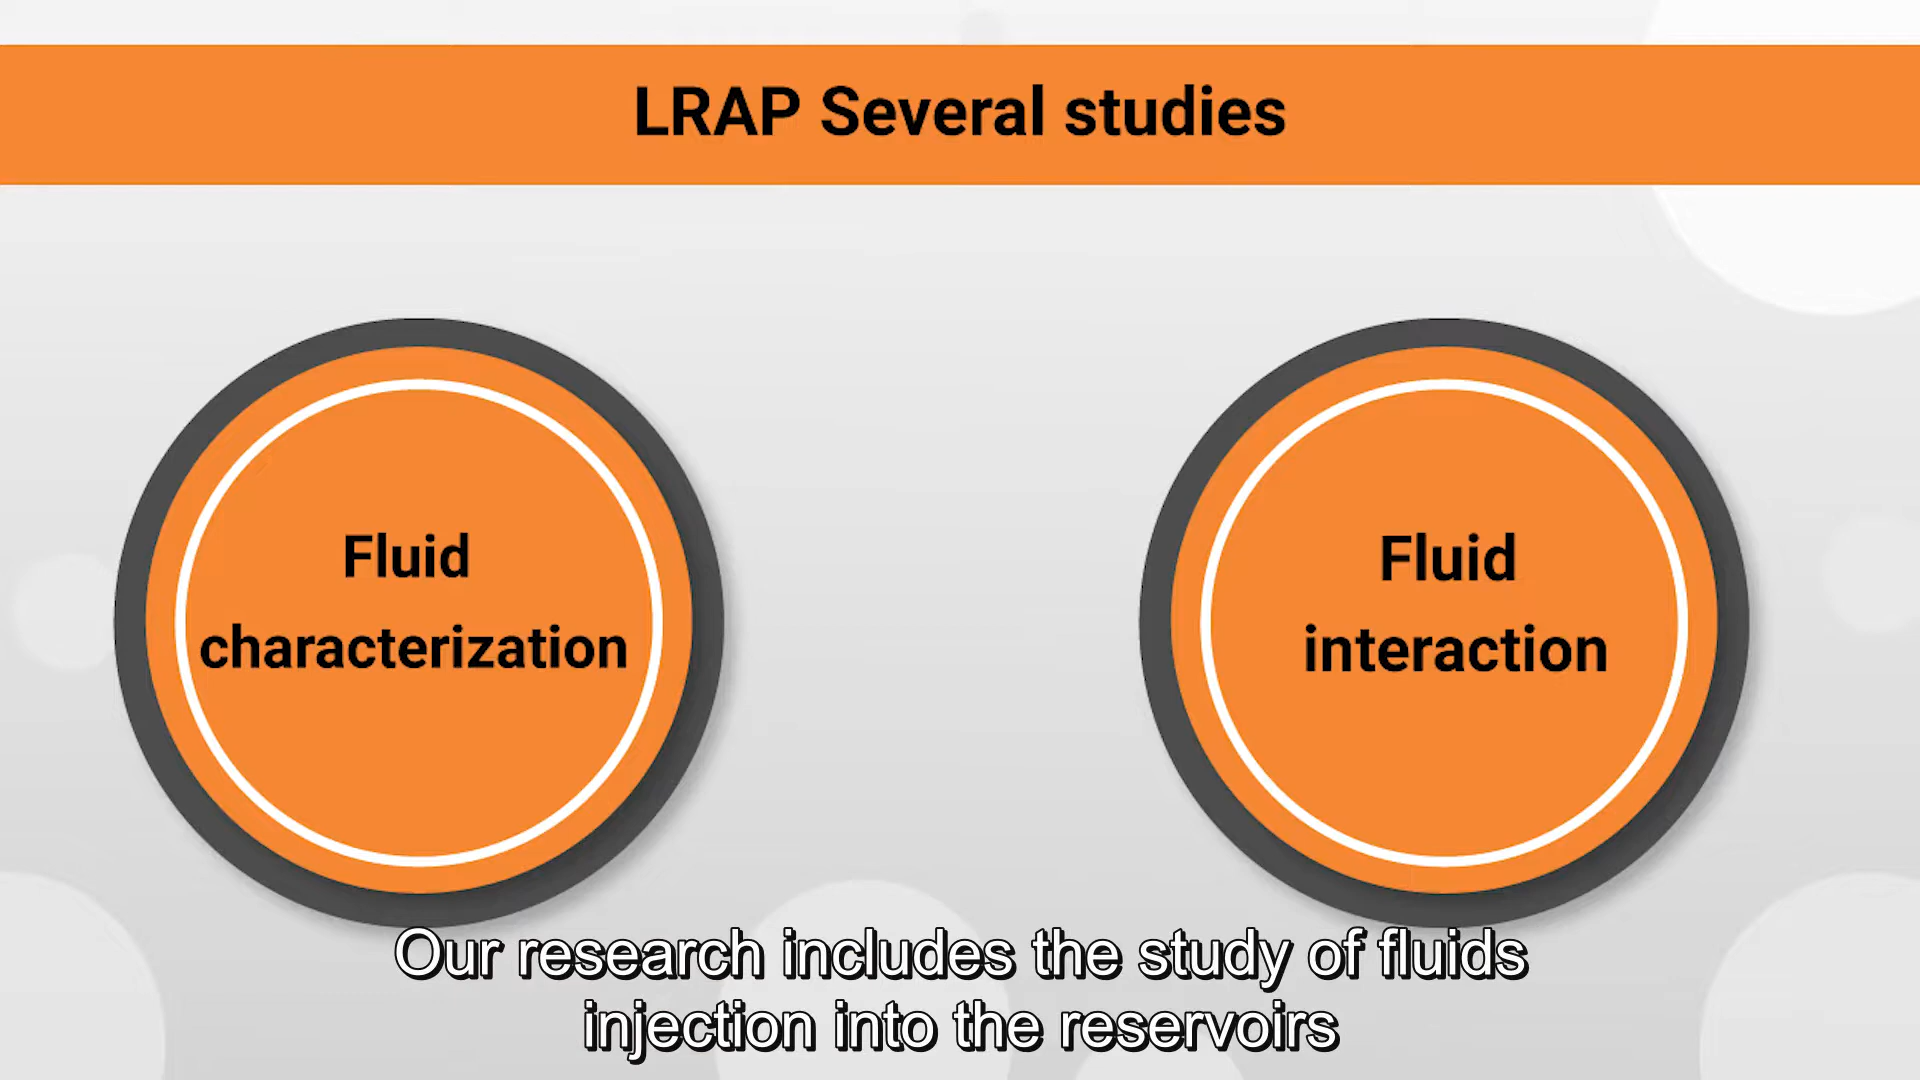 LRAP Several studies
Fluid
characterization
Fluid
interaction
Our research includes the study of fluids
injection into the reservoirs